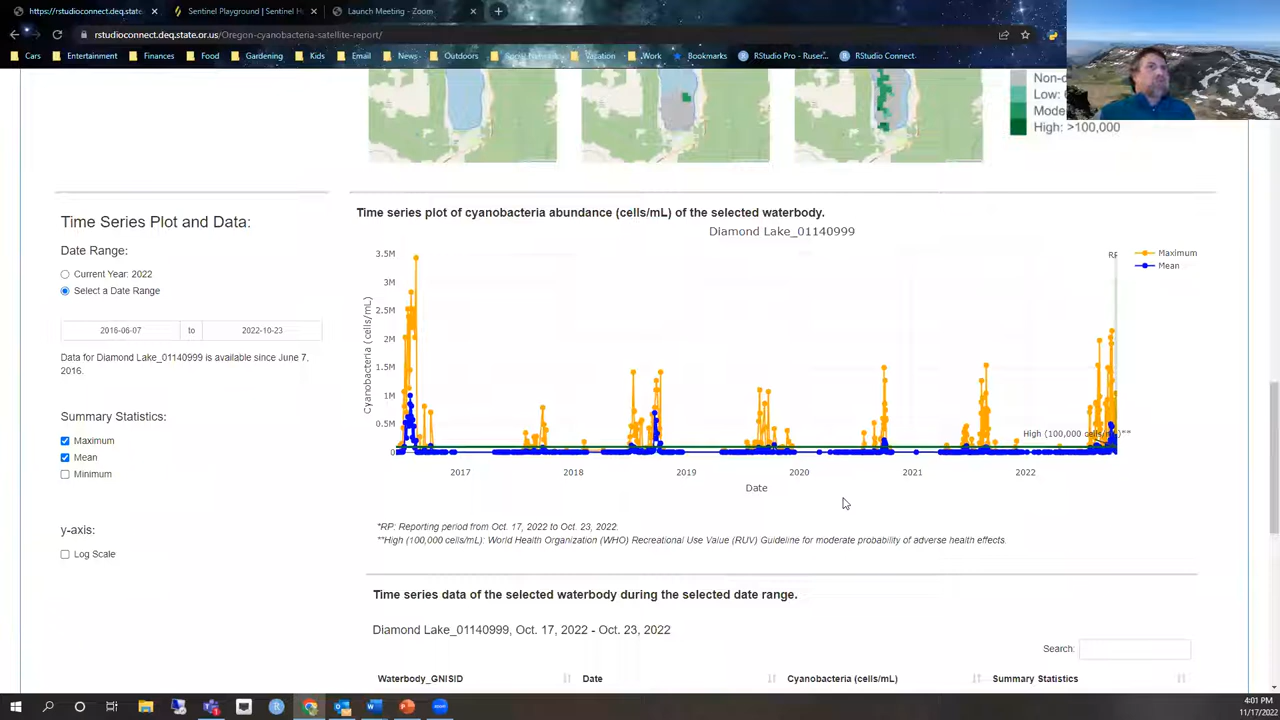 https://rstudioconnect.deq.state
Sentinel Playground | Sentinel H
Launch Meeting - Zoom
rstudioconnect.deq.state.or.us/Oregon-cyanobacteria-satellite-report/
Cars
Entertainment
Finances
Food
Gardening
Kids
Email
News
Outdoors
Vacation
Work
Bookmarks
RStudio Pro - Ruser...
RStudio Connect
Non-d
Low:
Mode
High: >100,000
Time Series Plot and Data:
Date Range:
Current Year: 2022
Select a Date Range
2016-06-07 to 2022-10-23
Data for Diamond Lake_01140999 is available since June 7,
2016.
Summary Statistics:
Maximum
Mean
Minimum
y-axis:
Log Scale
Time series plot of cyanobacteria abundance (cells/mL) of the selected waterbody.
Diamond Lake_01140999
3.5M
3M
2.5M
2M
1.5M
1M
0.5M
0
Cyanobacteria (cells/mL)
RP
Maximum
Mean
High (100,000 cells/mL)**
2017 2018 2019 2020 2021 2022
Date
*RP: Reporting period from Oct. 17, 2022 to Oct. 23, 2022.
**High (100,000 cells/mL): World Health Organization (WHO) Recreational Use Value (RUV) Guideline for moderate probability of adverse health effects.
Time series data of the selected waterbody during the selected date range.
Diamond Lake_01140999, Oct. 17, 2022 - Oct. 23, 2022
Search:
Waterbody_GNISID Date Cyanobacteria (cells/mL) Summary Statistics
4:01 PM
11/17/2022